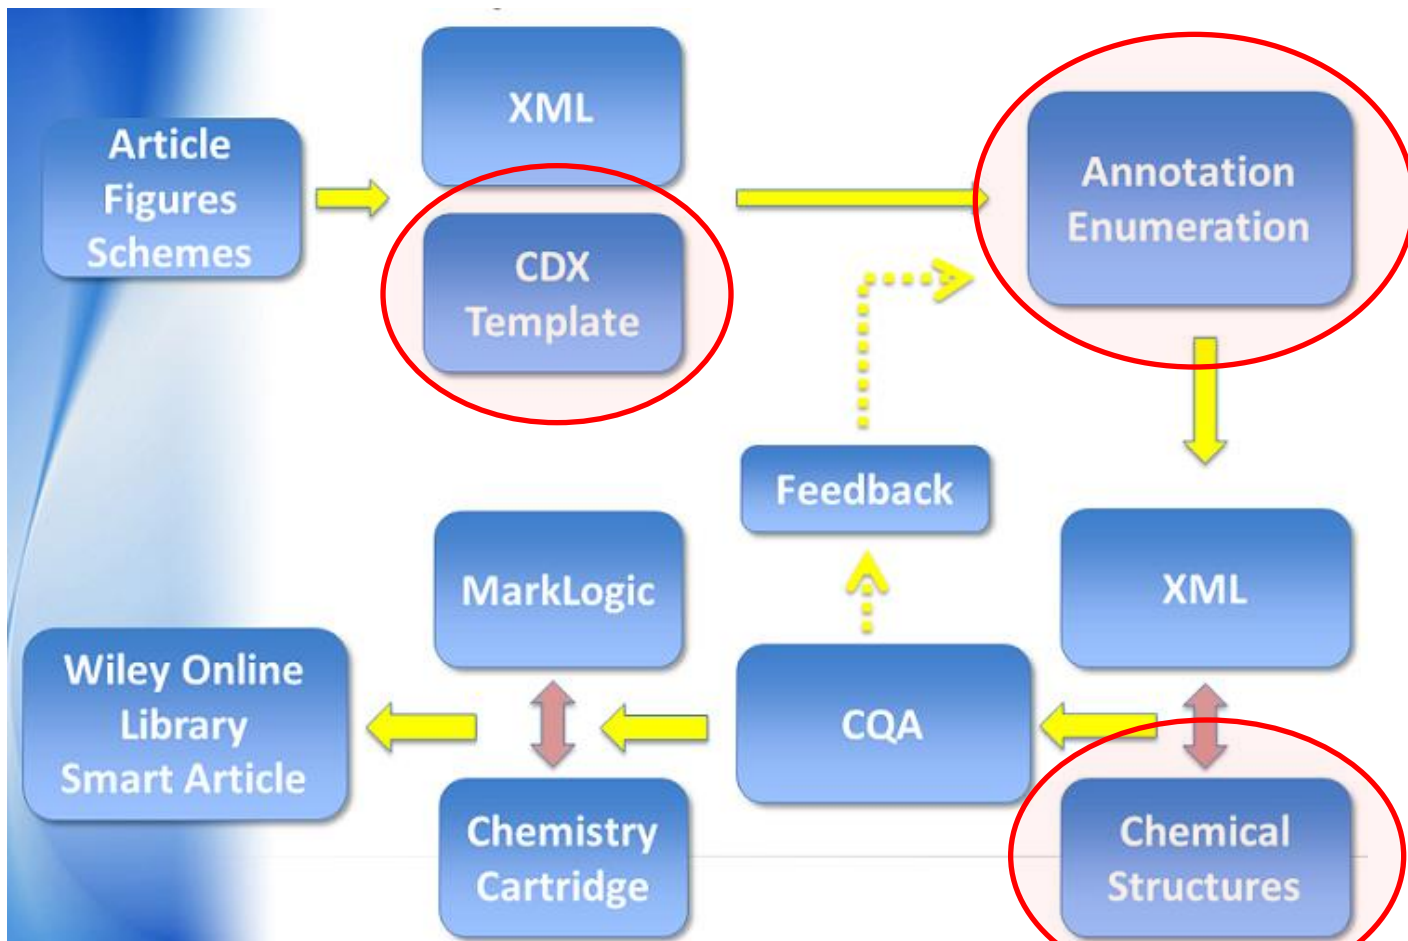 Article
Figures
Schemes
XML
CDX
Template
Annotation
Enumeration
Feedback
MarkLogic
XML
Wiley Online
Library
Smart Article
CQA
Chemistry
Cartridge
Chemical
Structures